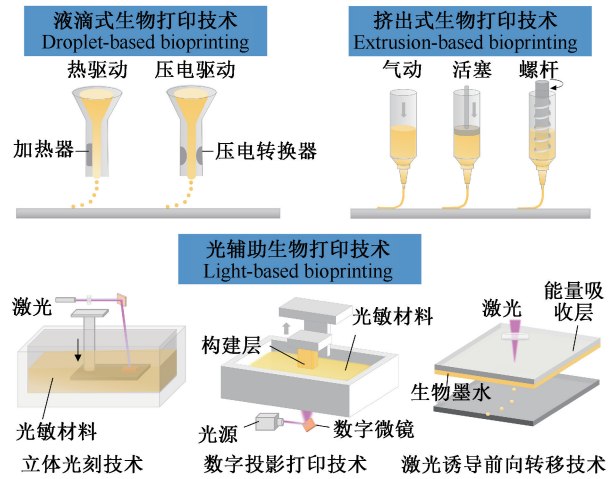 液滴式生物打印技术
Droplet-based bioprinting
热驱动
压电驱动
加热器
压电转换器
挤出式生物打印技术
Extrusion-based bioprinting
气动
活塞
螺杆
光辅助生物打印技术
Light-based bioprinting
激光
光敏材料
立体光刻技术
构建层
光敏材料
光源
数字微镜
数字投影打印技术
激光
能量吸
收层
生物墨水
激光诱导前向转移技术